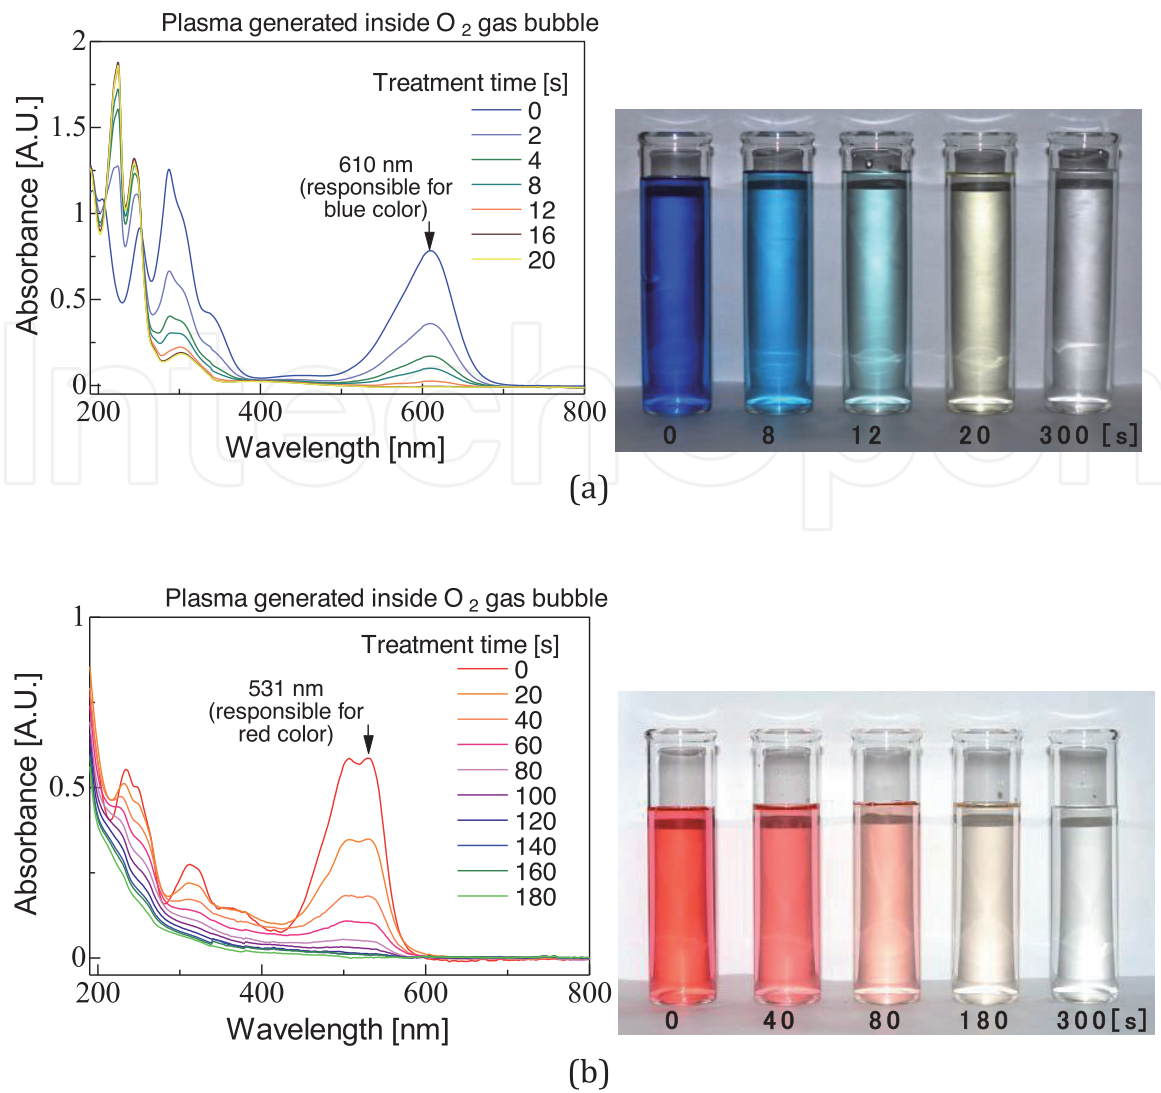 Plasma generated inside O 2 gas bubble
2
1.5
1
0.5
0
Absorbance [A.U.]
Treatment time [s]
0
2
4
8
12
16
20
610 nm
(responsible for
blue color)
200 400 600 800
Wavelength [nm]
0 8 12 20 300 [s]
(a)
Plasma generated inside O 2 gas bubble
1
0.5
0
Absorbance [A.U.]
Treatment time [s]
0
20
40
60
80
100
120
140
160
180
531 nm
(responsible for
red color)
200 400 600 800
Wavelength [nm]
0 40 80 180 300[s]
(b)